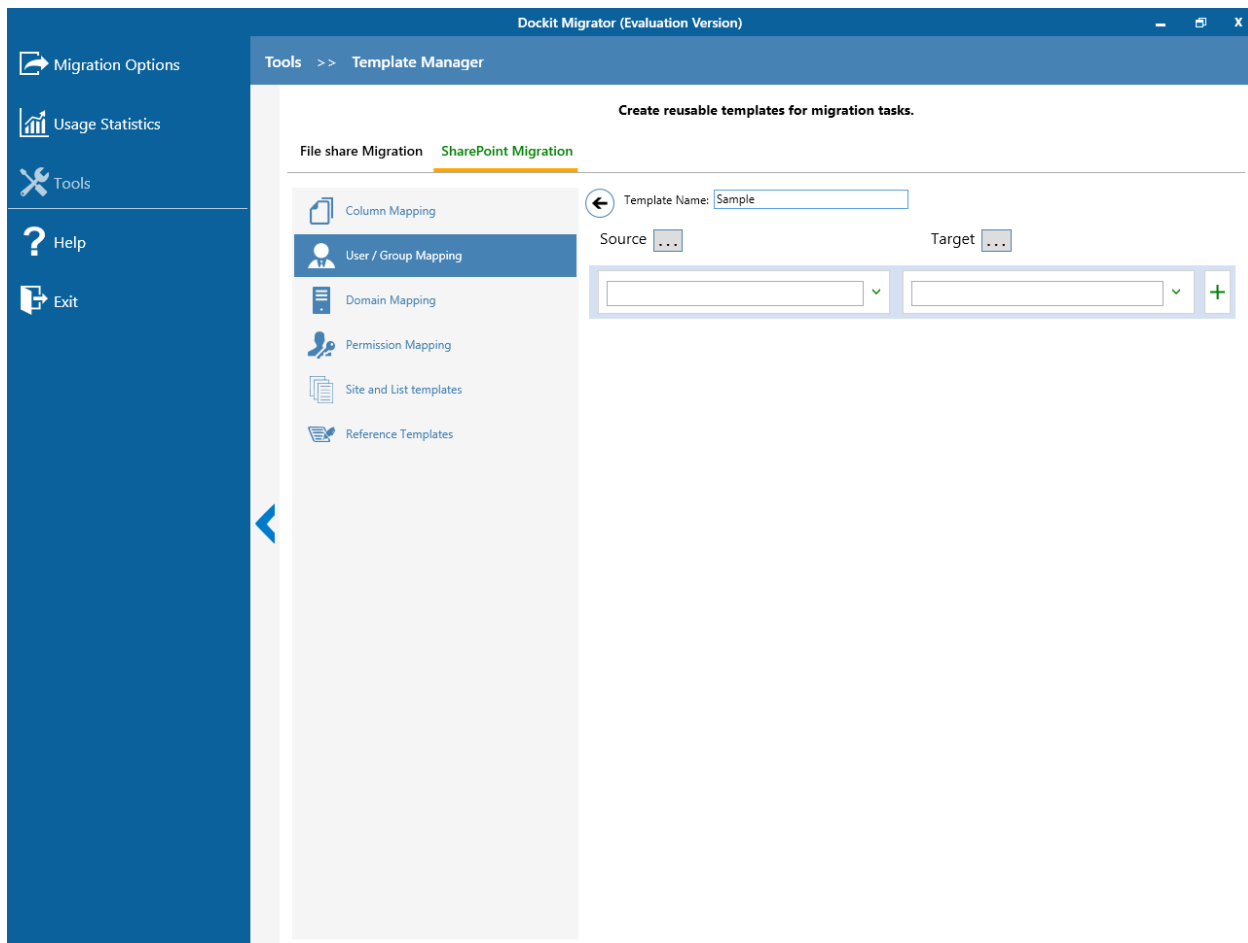 Dockit Migrator (Evaluation Version)
X
Migration Options
Usage Statistics
Tools
Help
Exit
Tools >> Template Manager
Create reusable templates for migration tasks.
File share Migration SharePoint Migration
Column Mapping
User / Group Mapping
Domain Mapping
Permission Mapping
Site and List templates
Reference Templates
Template Name: Sample
Source ... Target ...